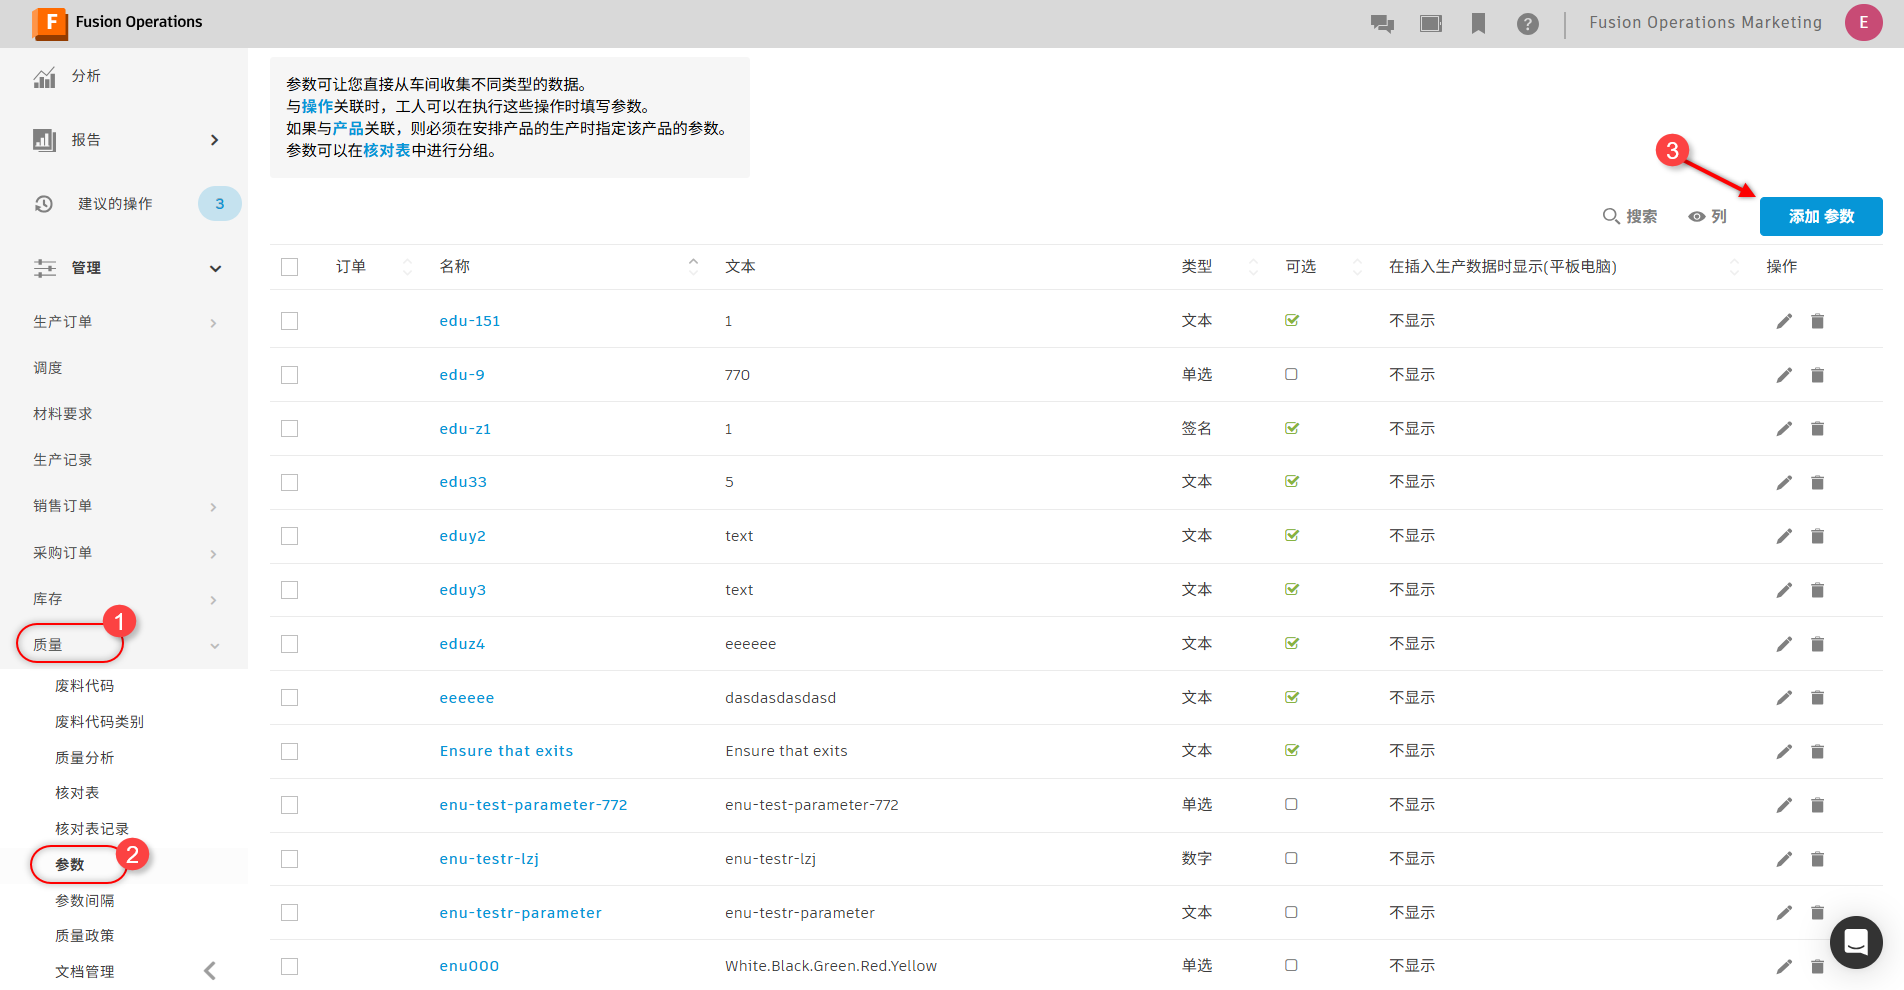 F Fusion Operations
Fusion Operations Marketing E
分析
报告
建议的操作 3
管理
生产订单
调度
材料要求
生产记录
销售订单
采购订单
库存
1
质量
废料代码
废料代码类别
质量分析
核对表
核对表记录
2
参数
参数间隔
质量政策
文档管理
参数可让您直接从车间收集不同类型的数据。
与操作关联时，工人可以在执行这些操作时填写参数。
如果与产品关联，则必须在安排产品的生产时指定该产品的参数。
参数可以在核对表中进行分组。
3
搜索 列 添加 参数
订单 名称 文本 类型 可选 在插入生产数据时显示(平板电脑) 操作
edu-151 1 文本 不显示
edu-9 770 单选 不显示
edu-z1 1 签名 不显示
edu33 5 文本 不显示
eduy2 text 文本 不显示
eduy3 text 文本 不显示
eduz4 eeeeee 文本 不显示
eeeeee dasdasdasdasd 文本 不显示
Ensure that exits Ensure that exits 文本 不显示
enu-test-parameter-772 enu-test-parameter-772 单选 不显示
enu-testr-lzj enu-testr-lzj 数字 不显示
enu-testr-parameter enu-testr-parameter 文本 不显示
enu000 White.Black.Green.Red.Yellow 单选 不显示